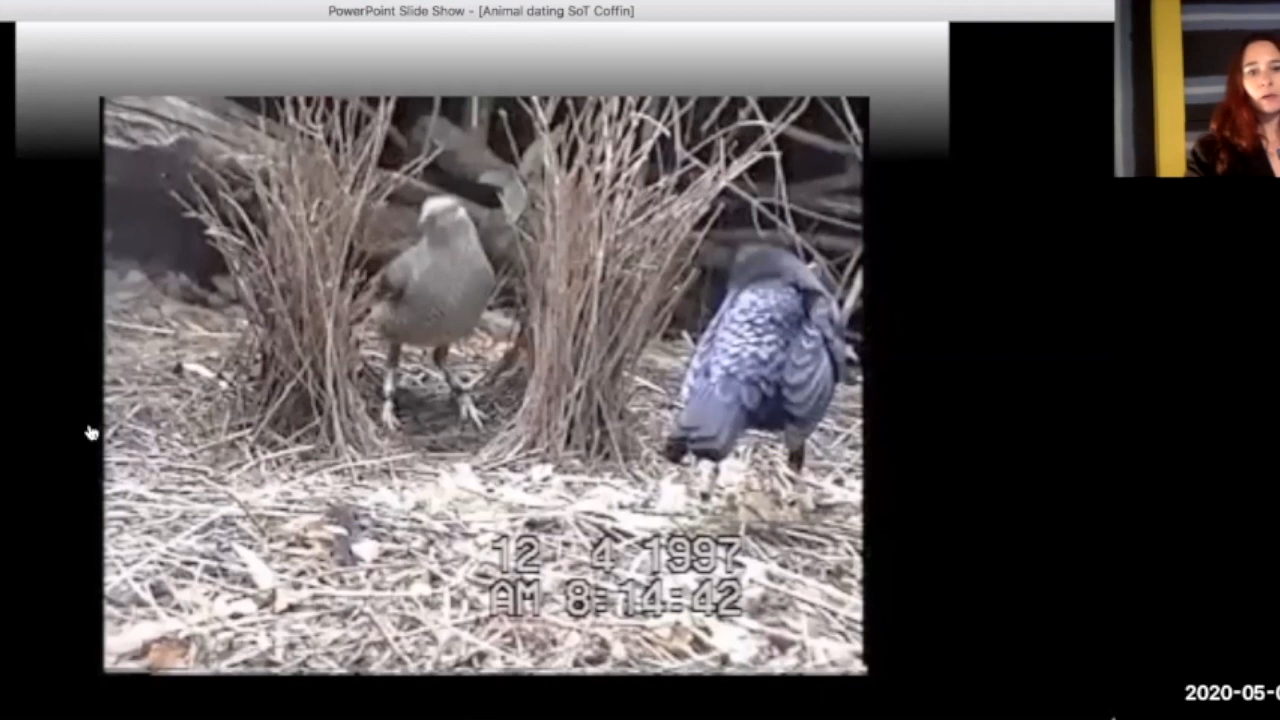 PowerPoint Slide Show - [Animal dating SoT Coffin]
12 4 1997
AM 8:14:42
2020-05-0